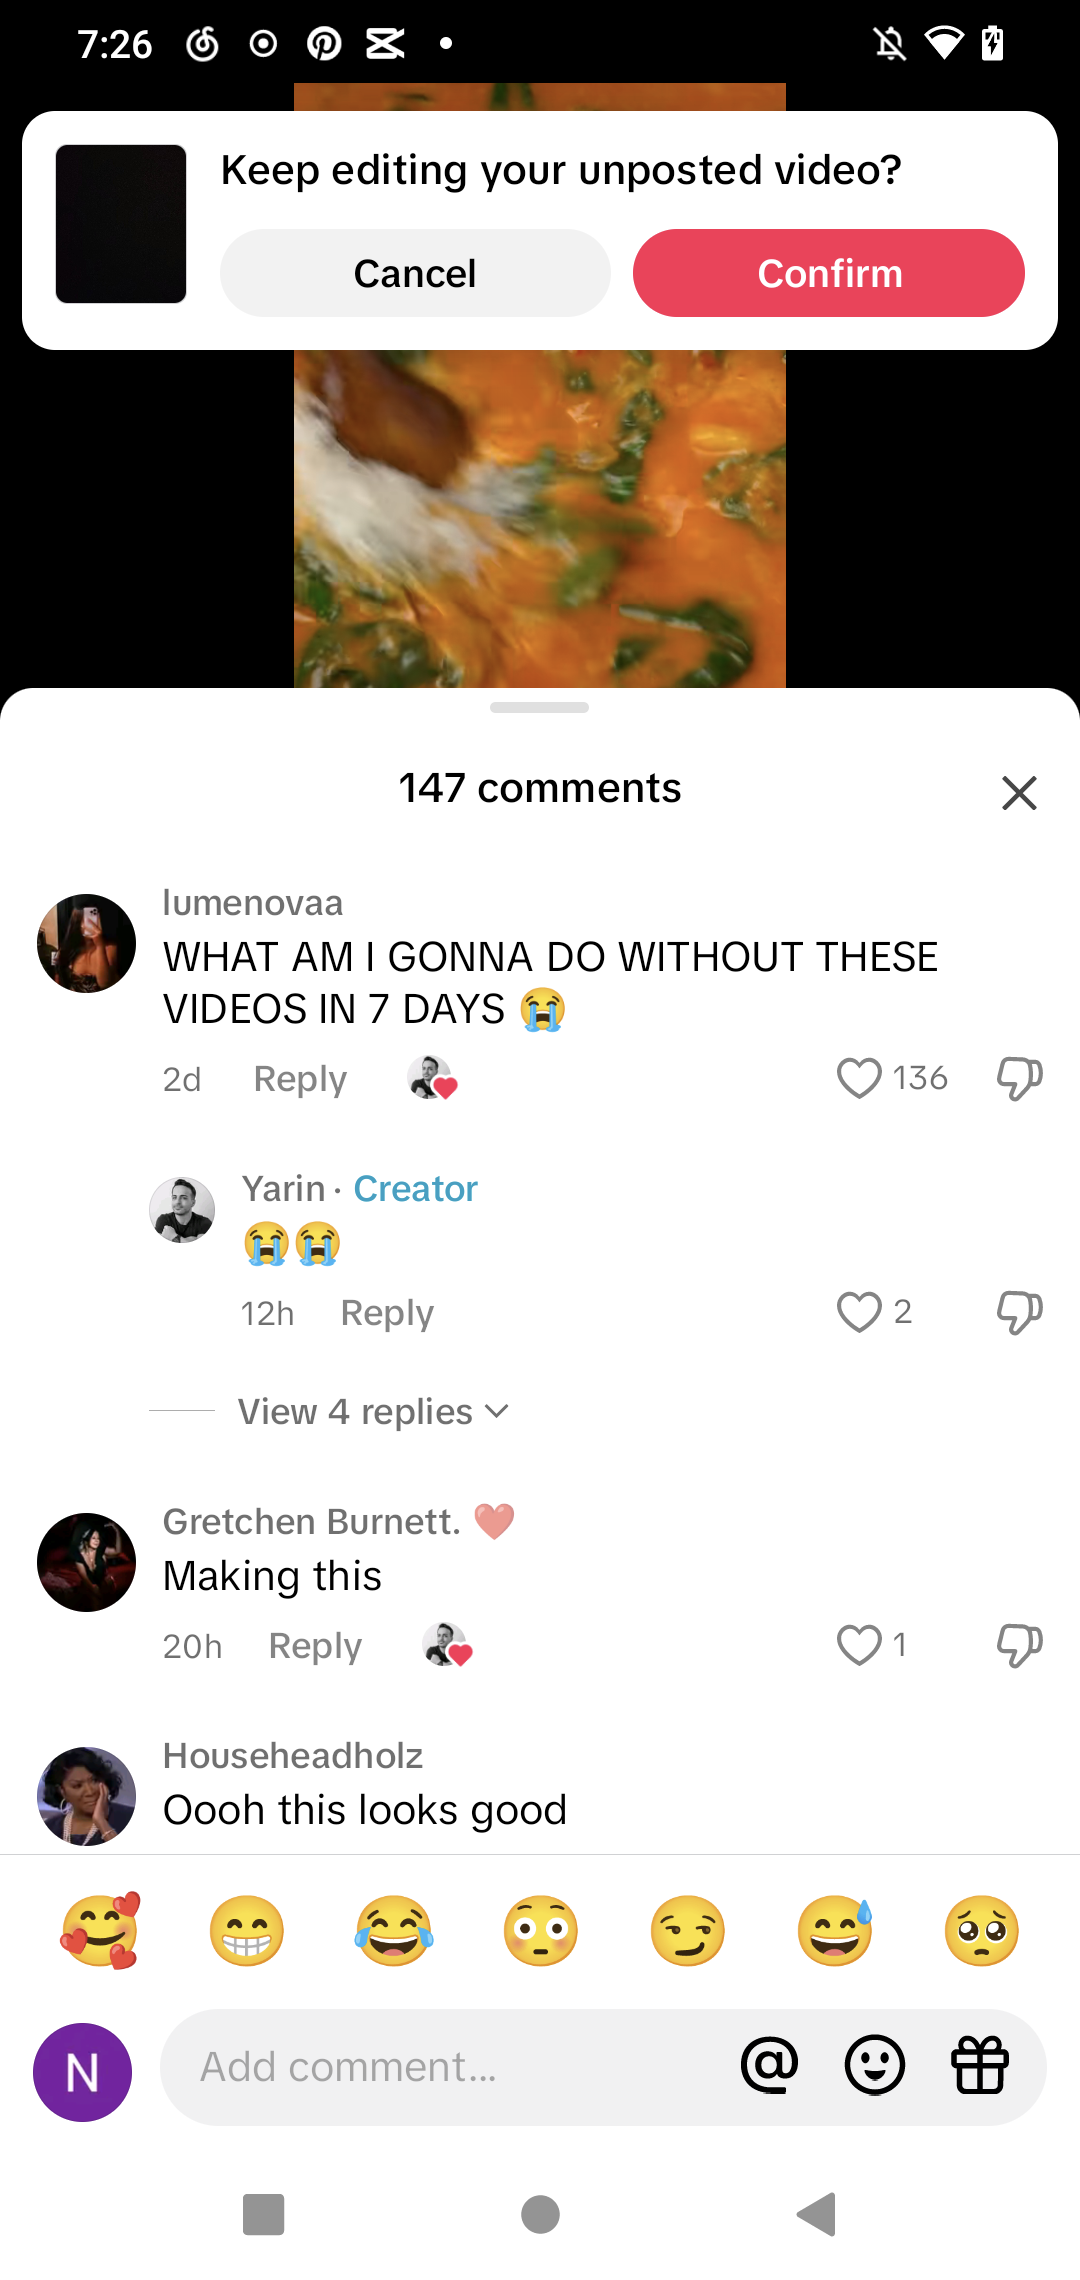 7:26
Keep editing your unposted video?
Cancel
Confirm
147 comments
lumenovaa
WHAT AM I GONNA DO WITHOUT THESE
VIDEOS IN 7 DAYS 😭
2d Reply 136
Yarin · Creator
😭😭
12h Reply 2
View 4 replies
Gretchen Burnett. ❤️
Making this
20h Reply 1
Househeadholz
Oooh this looks good
N
Add comment...